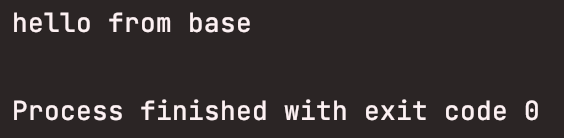 hello from base
Process finished with exit code 0